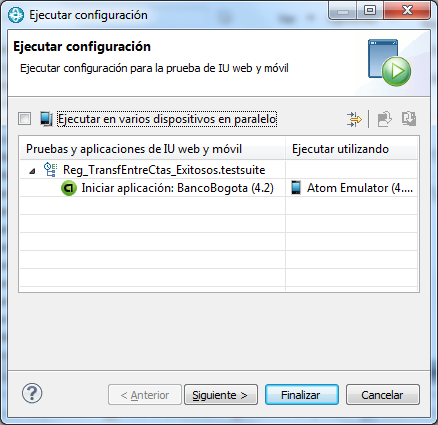 Ejecutar configuración
Ejecutar configuración
Ejecutar configuración para la prueba de IU web y móvil
Ejecutar en varios dispositivos en paralelo
Pruebas y aplicaciones de IU web y móvil Ejecutar utilizando
Reg_TransfEntreCtas_Exitosos.testsuite
Iniciar aplicación: BancoBogota (4.2) Atom Emulator (4....
< Anterior Siguiente > Finalizar Cancelar